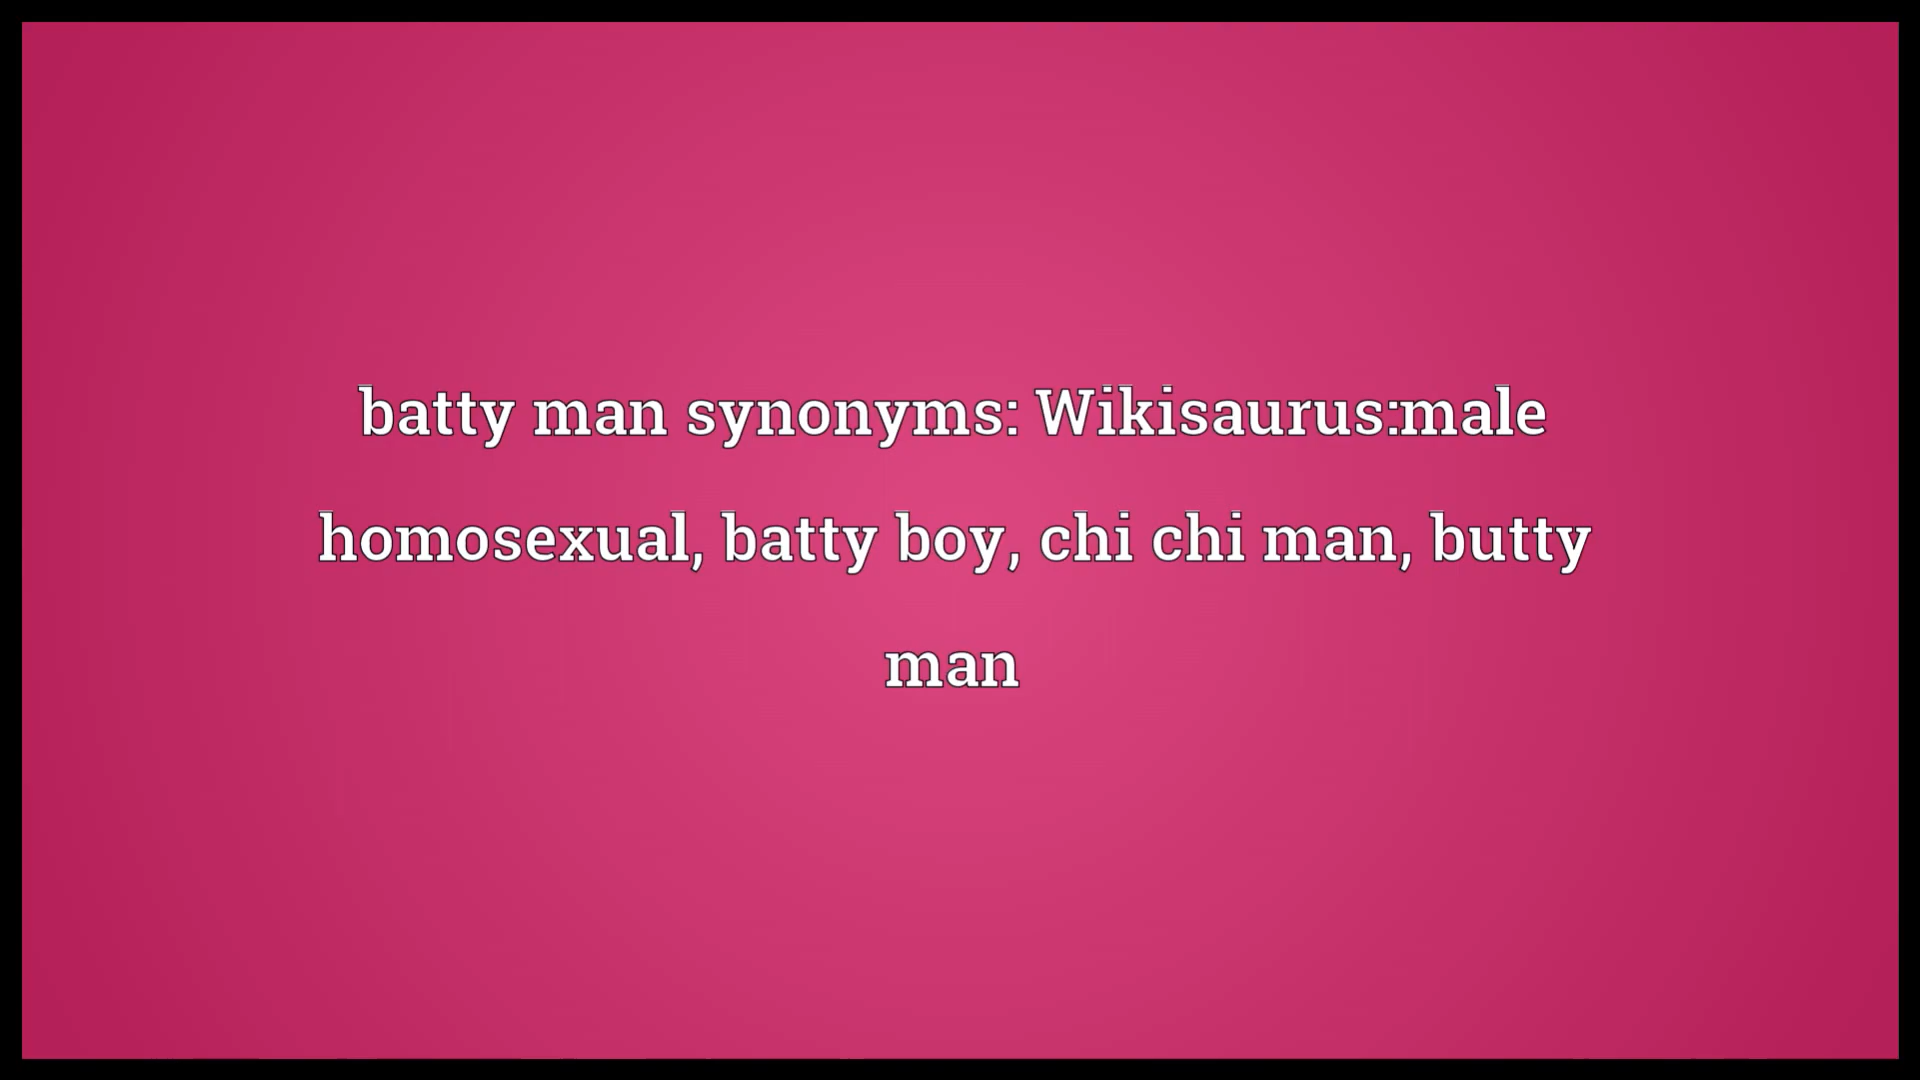 batty man synonyms: Wikisaurus:male
homosexual, batty boy, chi chi man, butty
man